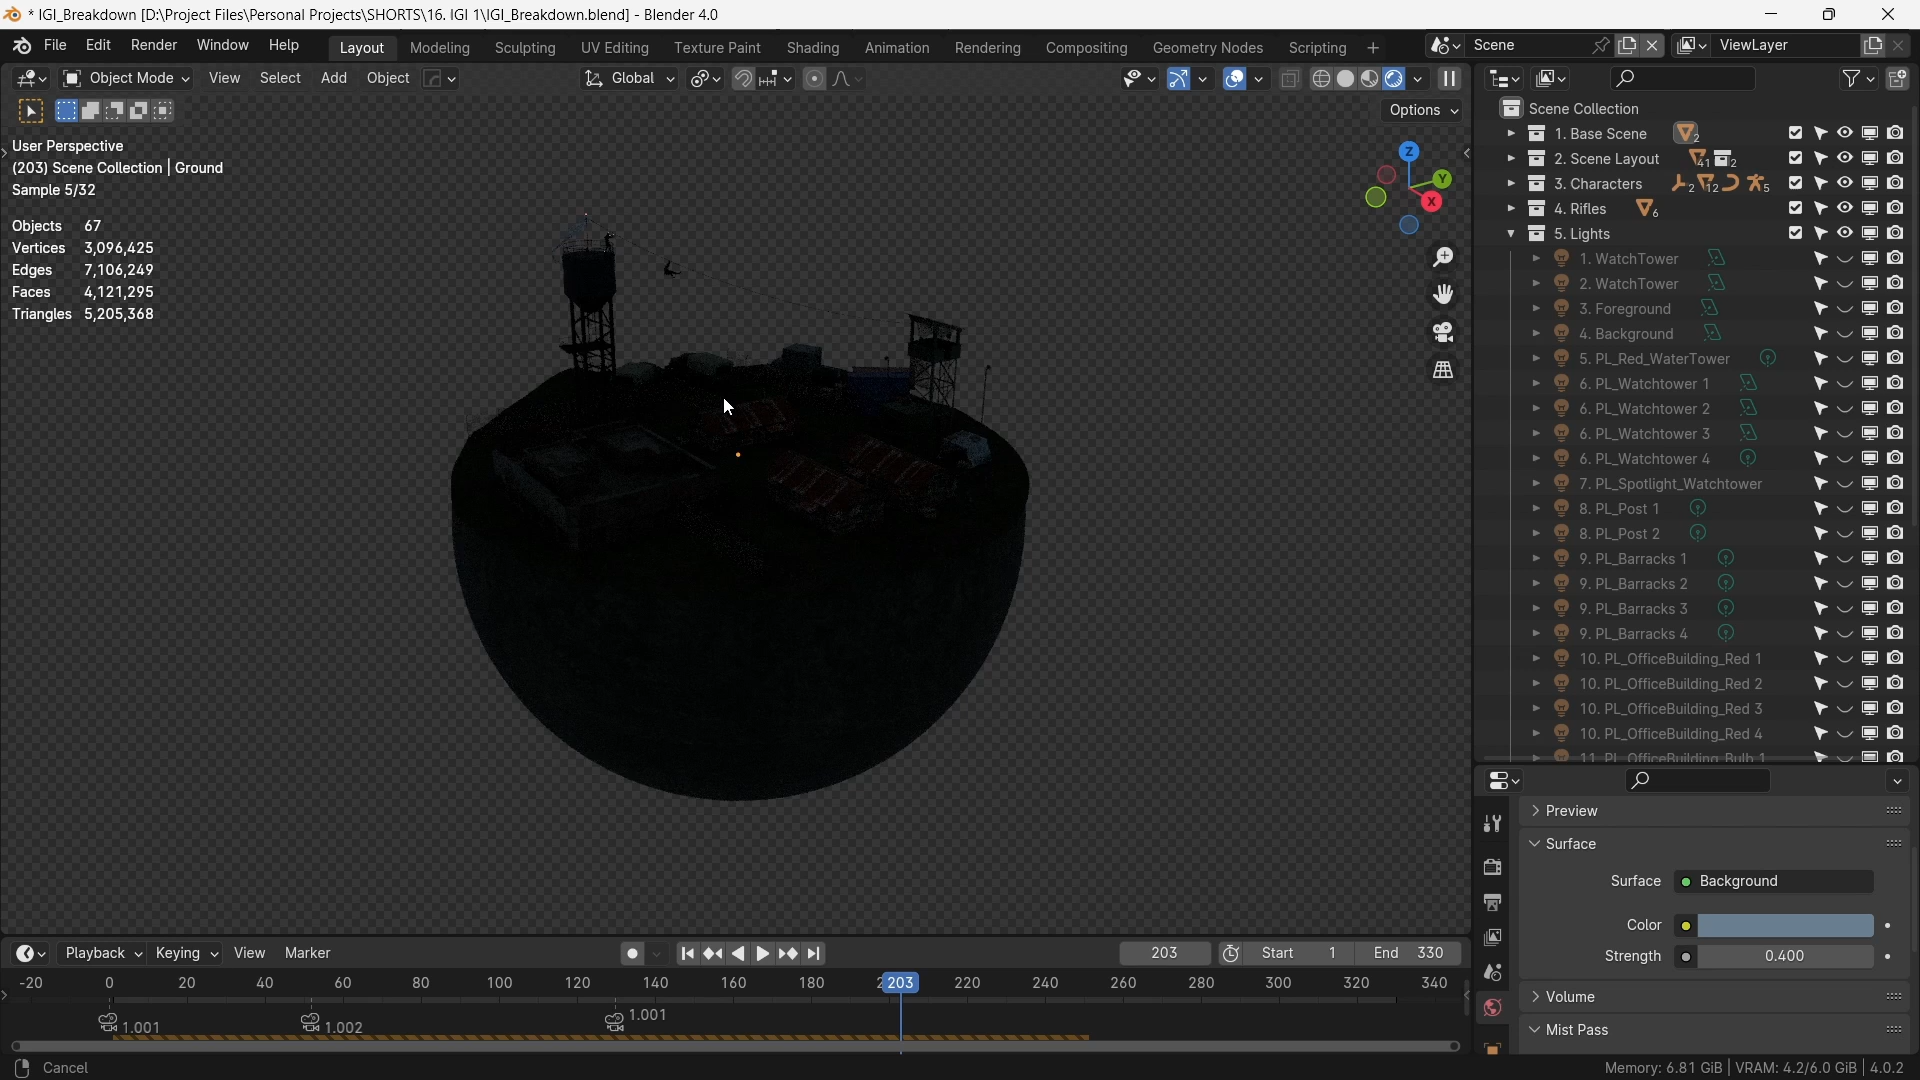 * IGI_Breakdown [D:\Project Files\Personal Projects\SHORTS\16. IGI 1\IGI_Breakdown.blend] - Blender 4.0
File Edit Render Window Help Layout Modeling Sculpting UV Editing Texture Paint Shading Animation Rendering Compositing Geometry Nodes Scripting + Scene ViewLayer
Object Mode View Select Add Object Global
Options
User Perspective
(203) Scene Collection | Ground
Sample 5/32
Objects 67
Vertices 3,096,425
Edges 7,106,249
Faces 4,121,295
Triangles 5,205,368
Z
Y
X
Scene Collection
1. Base Scene 2
2. Scene Layout 41 2
3. Characters 2 12 5
4. Rifles 6
5. Lights
1. WatchTower
2. WatchTower
3. Foreground
4. Background
5. PL_Red_WaterTower
6. PL_Watchtower 1
6. PL_Watchtower 2
6. PL_Watchtower 3
6. PL_Watchtower 4
7. PL_Spotlight_Watchtower
8. PL_Post 1
8. PL_Post 2
9. PL_Barracks 1
9. PL_Barracks 2
9. PL_Barracks 3
9. PL_Barracks 4
10. PL_OfficeBuilding_Red 1
10. PL_OfficeBuilding_Red 2
10. PL_OfficeBuilding_Red 3
10. PL_OfficeBuilding_Red 4
11. PL_OfficeBuilding_Bulb 1
Preview
Surface
Surface Background
Color
Strength 0.400
Volume
Mist Pass
Playback Keying View Marker 203 Start 1 End 330
-20 0 20 40 60 80 100 120 140 160 180 203 220 240 260 280 300 320 340
1.001 1.002 1.001
Cancel Memory: 6.81 GiB | VRAM: 4.2/6.0 GiB | 4.0.2